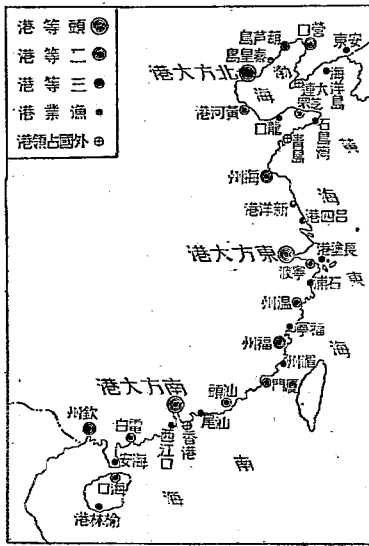 頭等港
二等港
三等港
漁業港
外國占領港
安東
營口
葫蘆島
秦皇島
北方大港
渤海
大連
海洋島
黃河港
龍口
芝罘
石島灣
青島
黃海
海州
新洋港
呂四港
東方大港
長塗港
寧波
石浦
東海
溫州
福寧
福州
湄州
廈門
汕頭
汕尾
南方大港
香港
西江口
電白
欽州
海安
海口
榆林港
南海